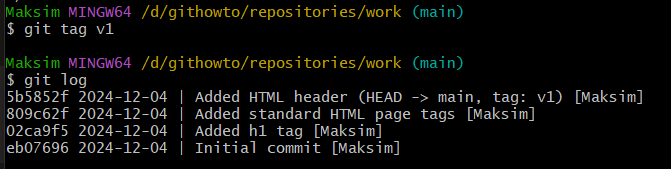 Maksim MINGW64 /d/githowto/repositories/work (main)
$ git tag v1
Maksim MINGW64 /d/githowto/repositories/work (main)
$ git log
5b5852f 2024-12-04 | Added HTML header (HEAD -> main, tag: v1) [Maksim]
809c62f 2024-12-04 | Added standard HTML page tags [Maksim]
02ca9f5 2024-12-04 | Added h1 tag [Maksim]
eb07696 2024-12-04 | Initial commit [Maksim]